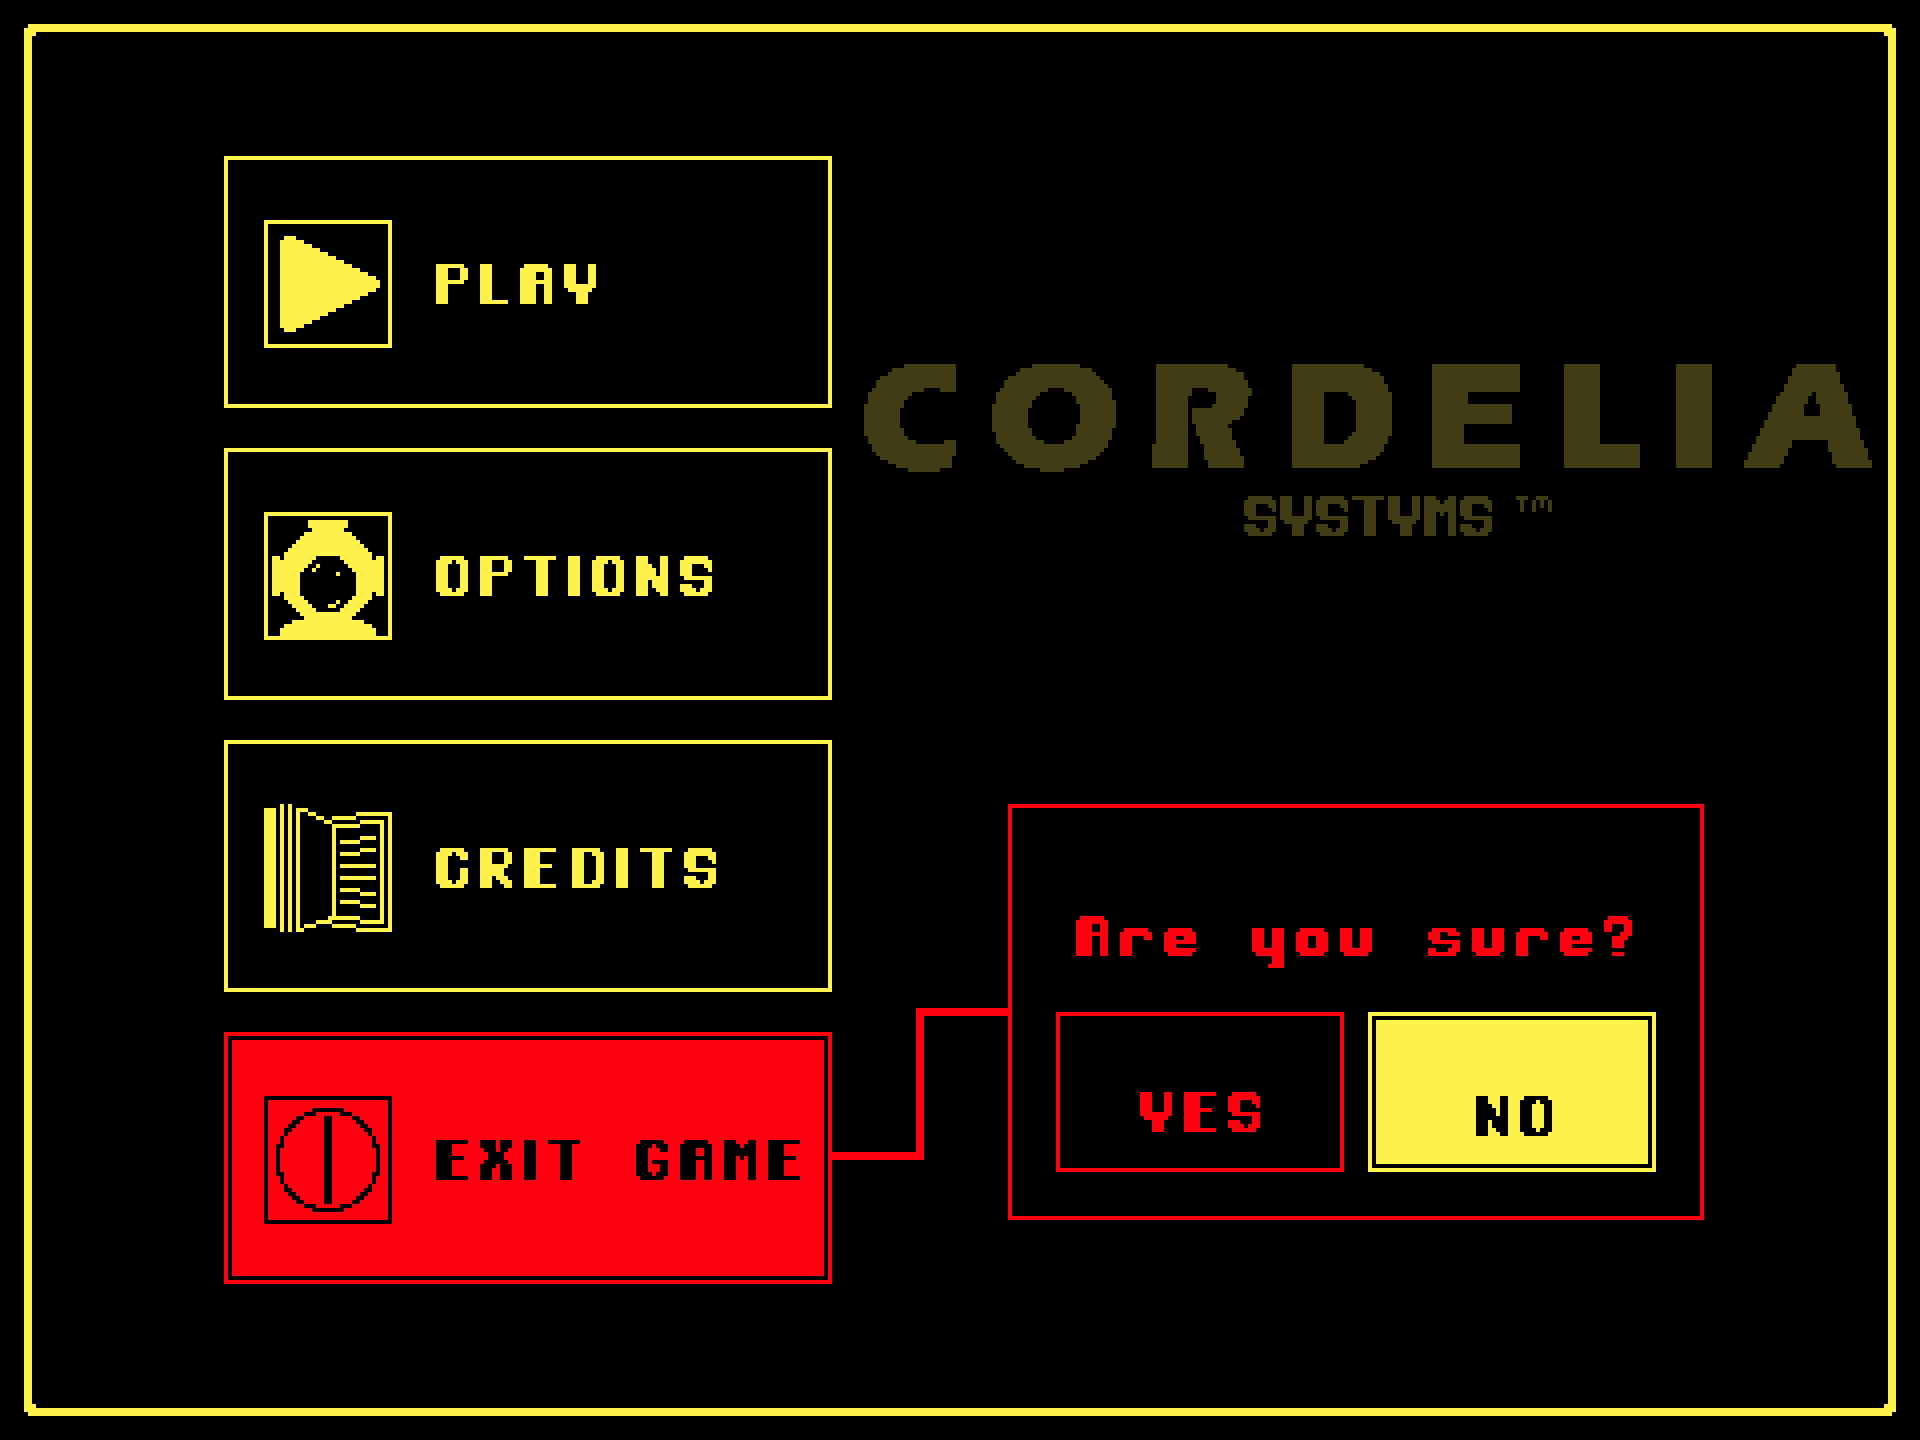 PLAY
CORDELIA
SYSTYMS ™
OPTIONS
CREDITS
Are you sure?
YES
NO
EXIT GAME